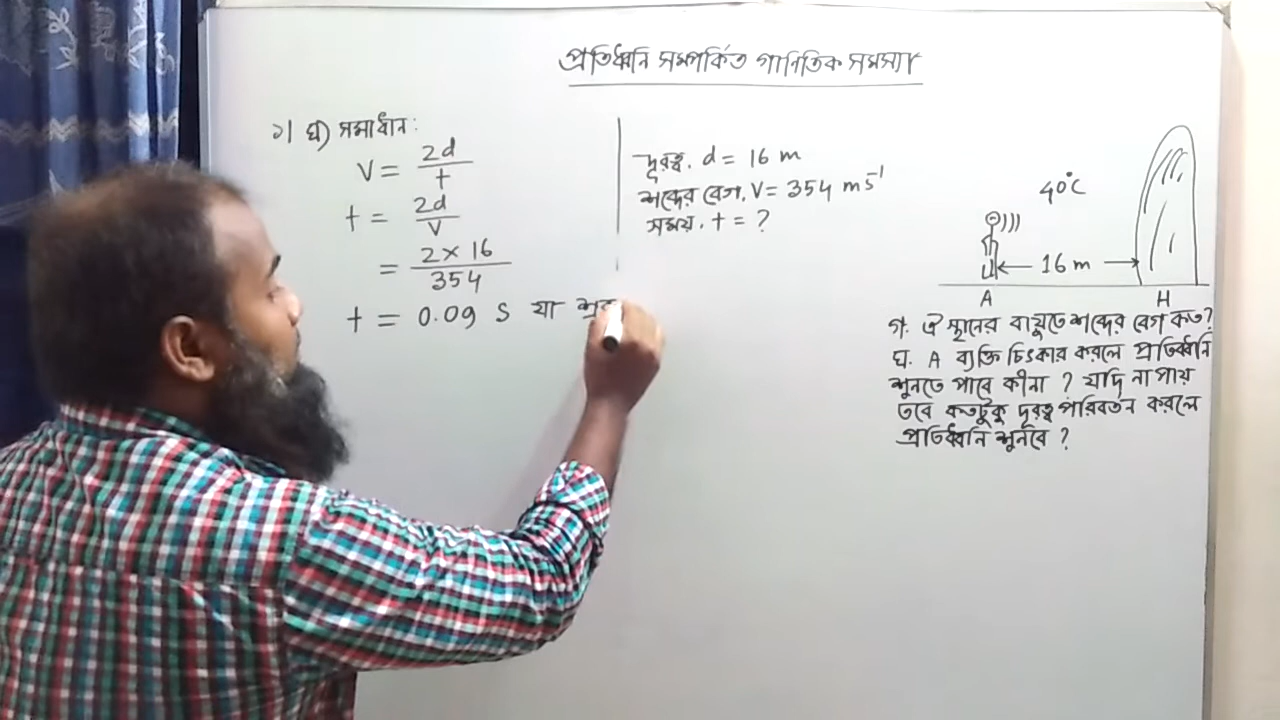 প্রতিধ্বনি সম্পর্কিত গাণিতিক সমস্যা
১। ঘ) সমাধান:
V = 2d/t
t = 2d/V
= 2 × 16/354
t = 0.09 s যা
দূরত্ব, d = 16 m
শব্দের বেগ, V = 354 ms⁻¹
সময়, t = ?
40°C
16 m
A
H
গ. ঐ স্থানের বায়ুতে শব্দের বেগ কত?
ঘ. A ব্যক্তি চিৎকার করলে প্রতিধ্বনি
শুনতে পাবে কীনা ? যদি না পায়
তবে কতটুকু দূরত্ব পরিবর্তন করলে
প্রতিধ্বনি শুনবে ?